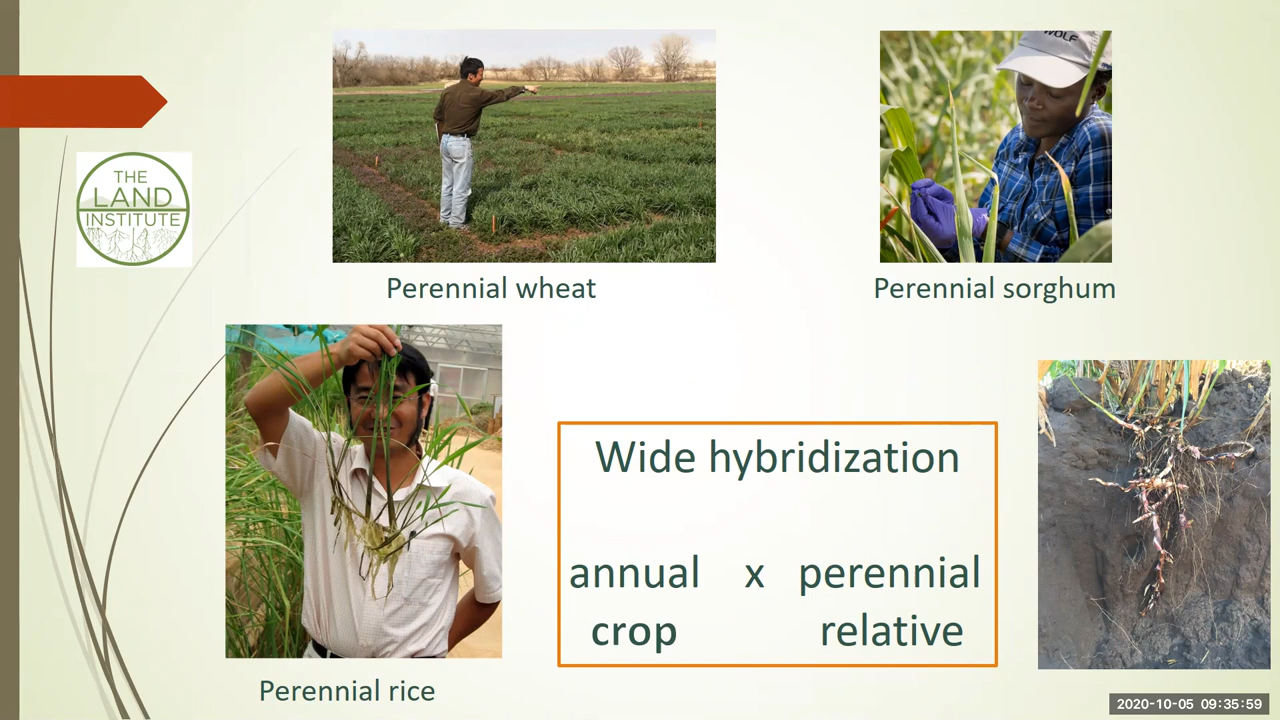 THE
LAND
INSTITUTE
WOLF
Perennial wheat
Perennial sorghum
Wide hybridization
annual x perennial
crop relative
Perennial rice
2020-10-05 09:35:59